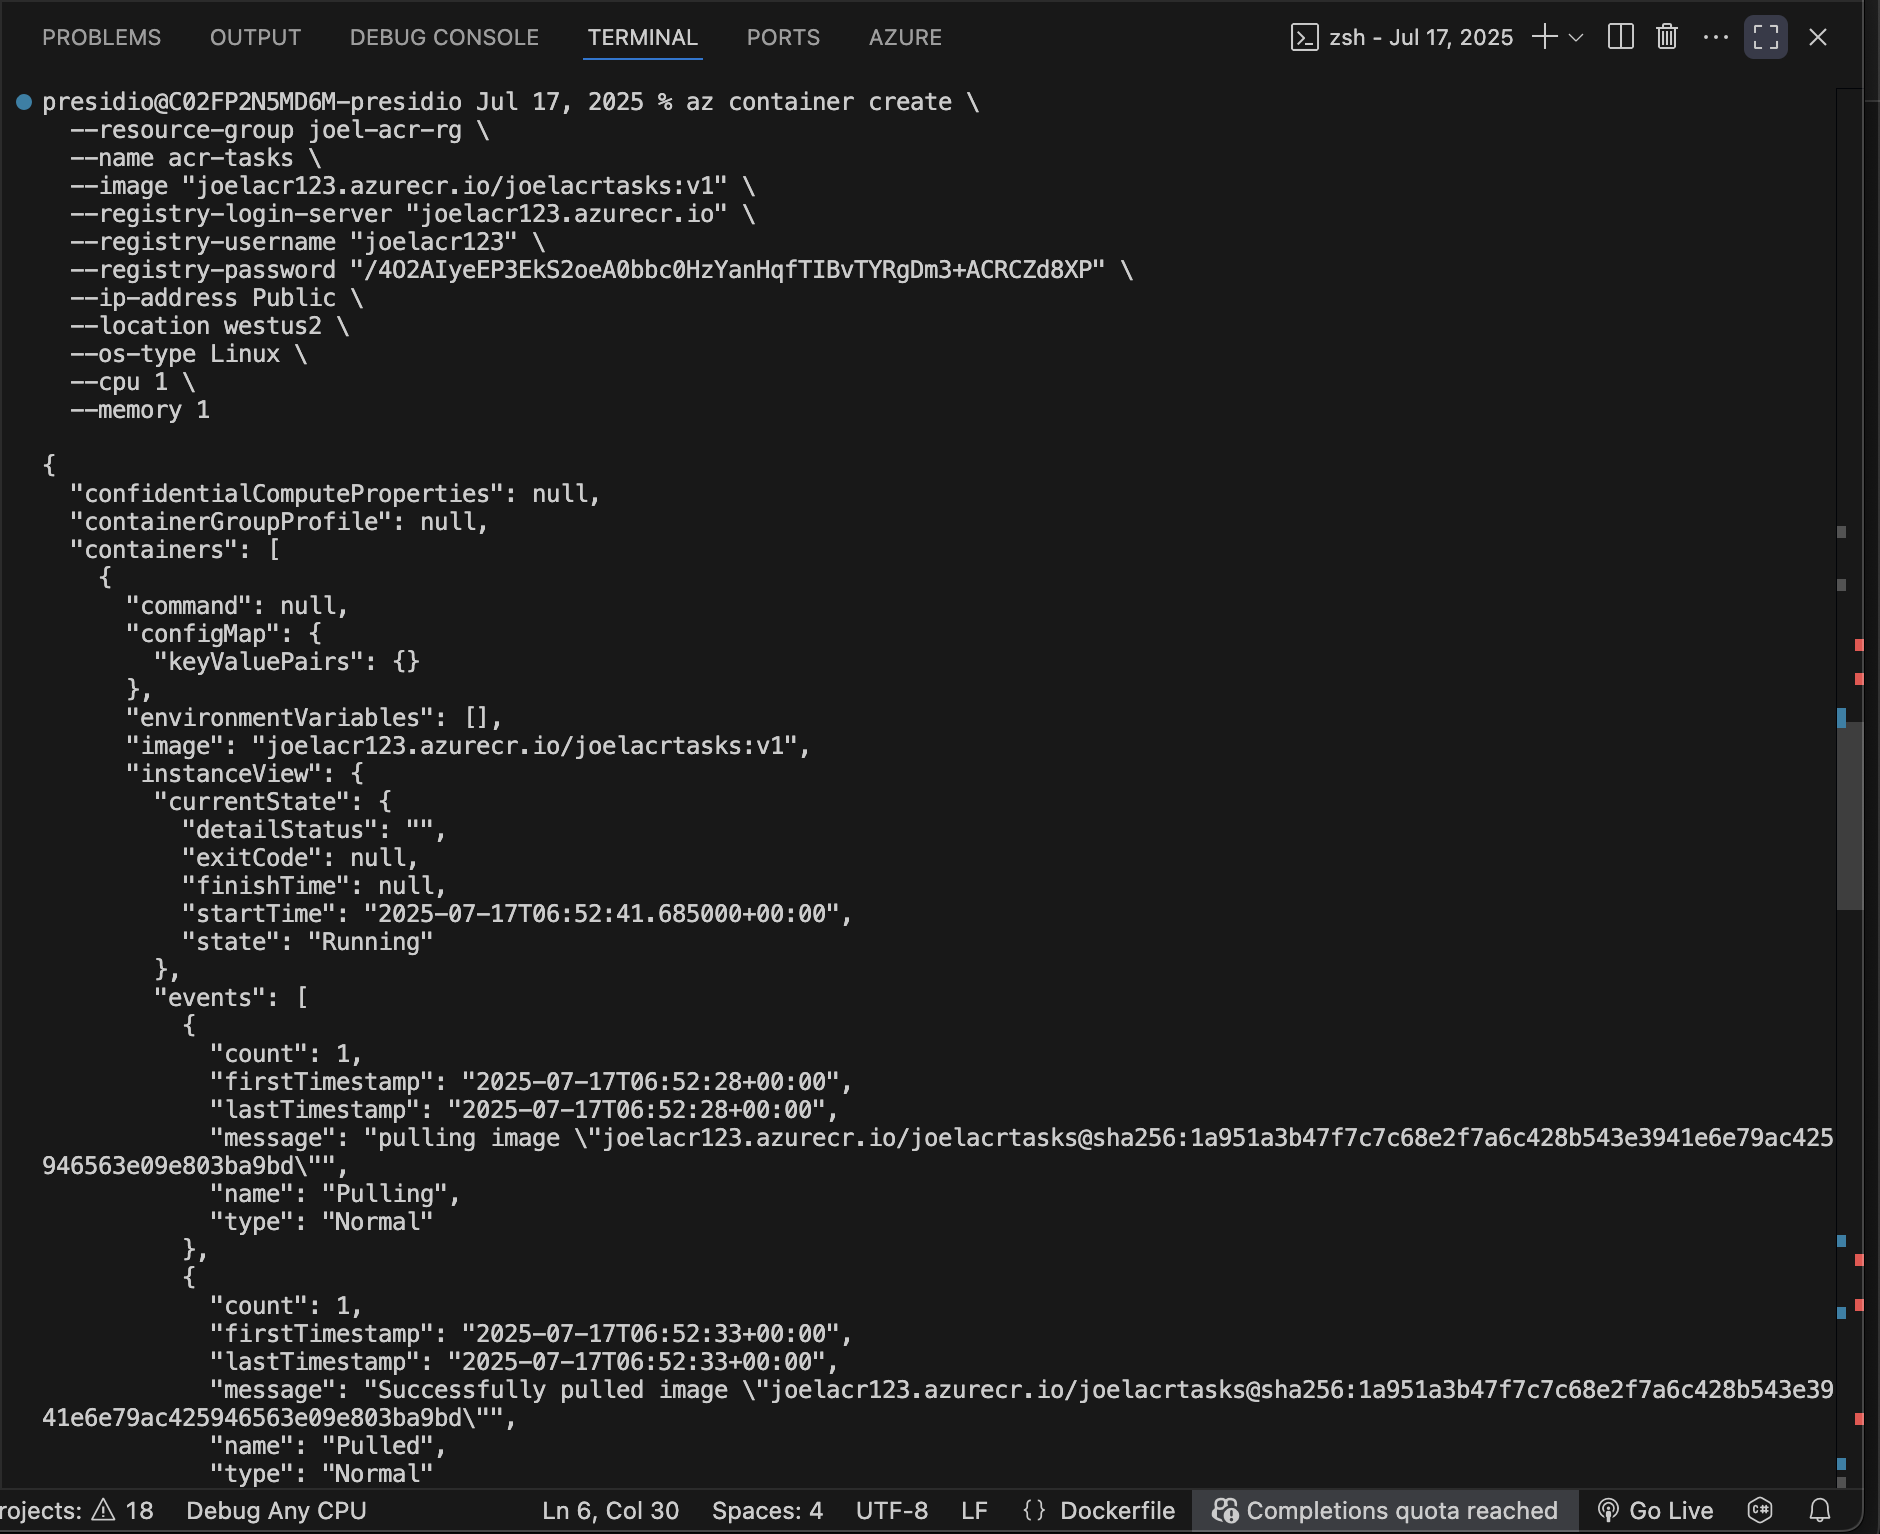 PROBLEMS OUTPUT DEBUG CONSOLE TERMINAL PORTS AZURE zsh - Jul 17, 2025
presidio@C02FP2N5MD6M-presidio Jul 17, 2025 % az container create \
--resource-group joel-acr-rg \
--name acr-tasks \
--image "joelacr123.azurecr.io/joelacrtasks:v1" \
--registry-login-server "joelacr123.azurecr.io" \
--registry-username "joelacr123" \
--registry-password "/4O2AIyeEP3EkS2oeA0bbc0HzYanHqfTIBvTYRgDm3+ACRCZd8XP" \
--ip-address Public \
--location westus2 \
--os-type Linux \
--cpu 1 \
--memory 1
{
"confidentialComputeProperties": null,
"containerGroupProfile": null,
"containers": [
{
"command": null,
"configMap": {
"keyValuePairs": {}
},
"environmentVariables": [],
"image": "joelacr123.azurecr.io/joelacrtasks:v1",
"instanceView": {
"currentState": {
"detailStatus": "",
"exitCode": null,
"finishTime": null,
"startTime": "2025-07-17T06:52:41.685000+00:00",
"state": "Running"
},
"events": [
{
"count": 1,
"firstTimestamp": "2025-07-17T06:52:28+00:00",
"lastTimestamp": "2025-07-17T06:52:28+00:00",
"message": "pulling image \"joelacr123.azurecr.io/joelacrtasks@sha256:1a951a3b47f7c7c68e2f7a6c428b543e3941e6e79ac425
946563e09e803ba9bd\"",
"name": "Pulling",
"type": "Normal"
},
{
"count": 1,
"firstTimestamp": "2025-07-17T06:52:33+00:00",
"lastTimestamp": "2025-07-17T06:52:33+00:00",
"message": "Successfully pulled image \"joelacr123.azurecr.io/joelacrtasks@sha256:1a951a3b47f7c7c68e2f7a6c428b543e39
41e6e79ac425946563e09e803ba9bd\"",
"name": "Pulled",
"type": "Normal"
rojects: 18 Debug Any CPU Ln 6, Col 30 Spaces: 4 UTF-8 LF {} Dockerfile Completions quota reached Go Live C#